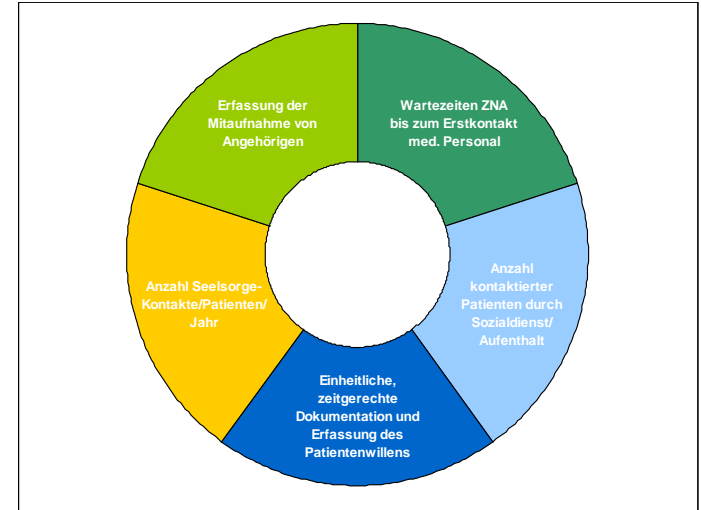 Erfassung der
Mitaufnahme von
Angehörigen
Wartezeiten ZNA
bis zum Erstkontakt
med. Personal
Anzahl Seelsorge-
Kontakte/Patienten/
Jahr
Anzahl
kontaktierter
Patienten durch
Sozialdienst/
Aufenthalt
Einheitliche,
zeitgerechte
Dokumentation und
Erfassung des
Patientenwillens